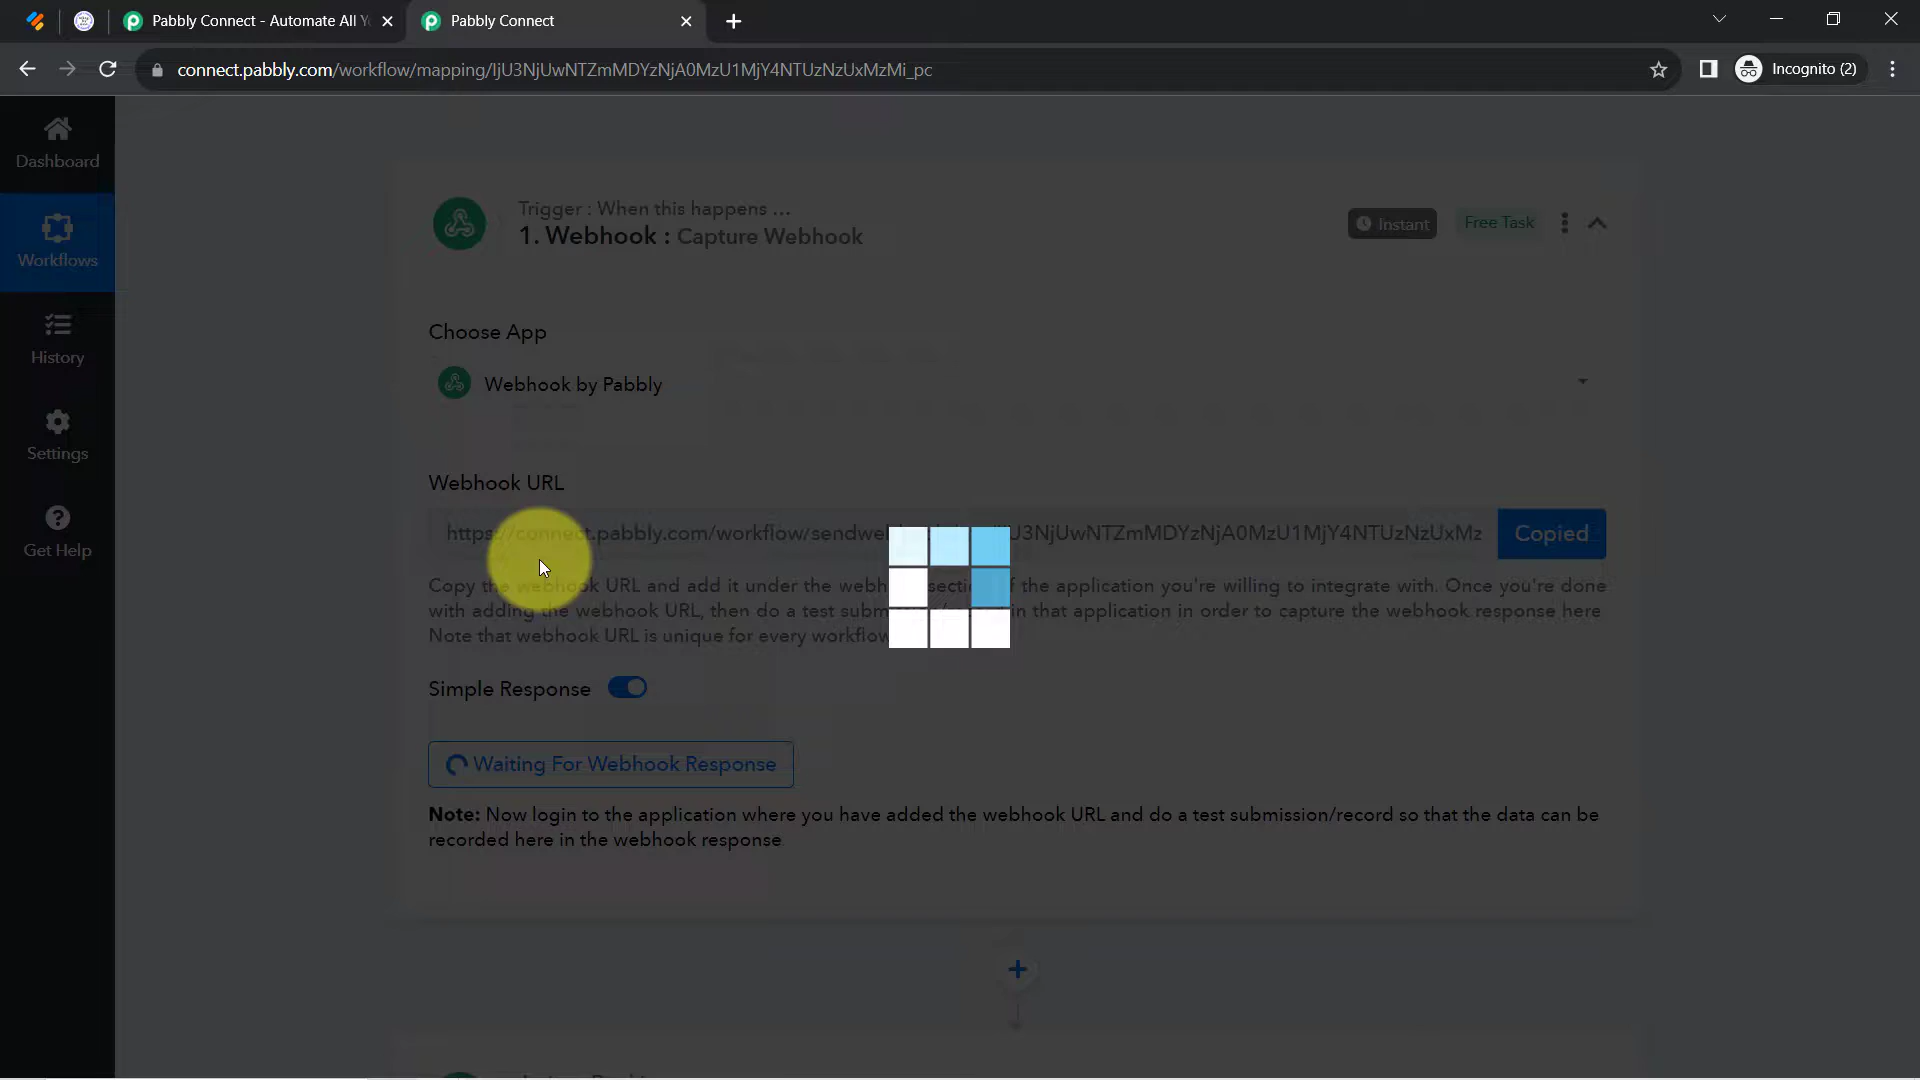 Pabbly Connect - Automate All Y
Pabbly Connect
connect.pabbly.com/workflow/mapping/IjU3NjUwNTZmMDYzNjA0MzU1MjY4NTUzNzUxMzMi_pc
Incognito (2)
Dashboard
Workflows
History
Settings
Get Help
Trigger : When this happens ...
1. Webhook : Capture Webhook
Instant
Free Task
Choose App
Webhook by Pabbly
Webhook URL
https://connect.pabbly.com/workflow/sendwe U3NjUwNTZmMDYzNjA0MzU1MjY4NTUzNzUxMz
Copied
Copy the webhook URL and add it under the webh secti f the application you're willing to integrate with. Once you're done
with adding the webhook URL, then do a test subm in that application in order to capture the webhook response here
Note that webhook URL is unique for every workflow
Simple Response
Waiting For Webhook Response
Note: Now login to the application where you have added the webhook URL and do a test submission/record so that the data can be
recorded here in the webhook response